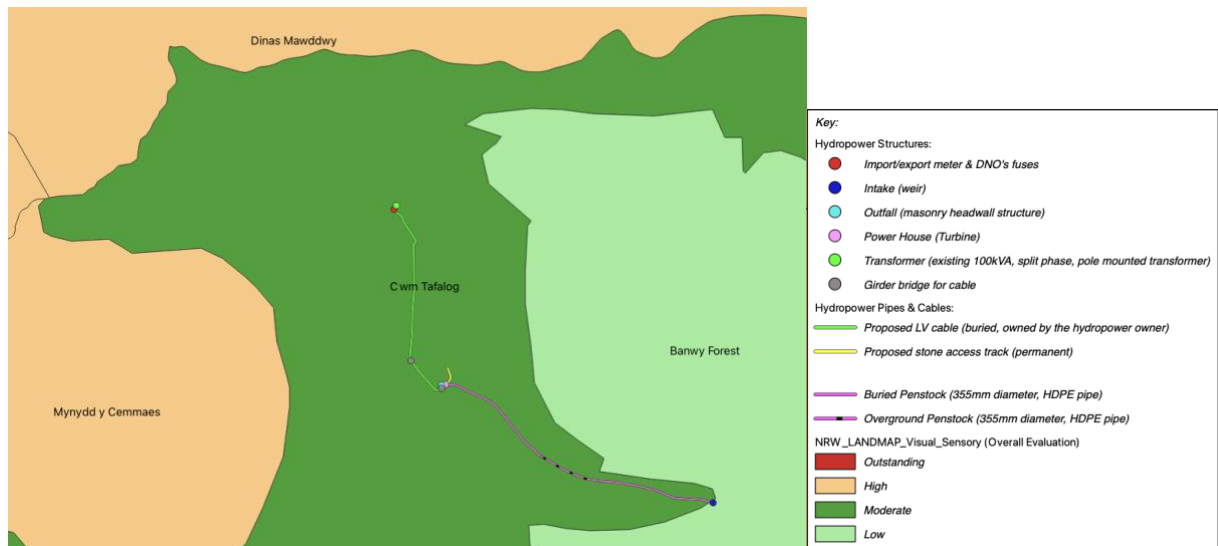 Dinas Mawddwy
Cwm Tafalog
Banwy Forest
Mynydd y Cemmaes
Key:
Hydropower Structures:
Import/export meter & DNO's fuses
Intake (weir)
Outfall (masonry headwall structure)
Power House (Turbine)
Transformer (existing 100kVA, split phase, pole mounted transformer)
Girder bridge for cable
Hydropower Pipes & Cables:
Proposed LV cable (buried, owned by the hydropower owner)
Proposed stone access track (permanent)
Buried Penstock (355mm diameter, HDPE pipe)
Overground Penstock (355mm diameter, HDPE pipe)
NRW_LANDMAP_Visual_Sensory (Overall Evaluation)
Outstanding
High
Moderate
Low